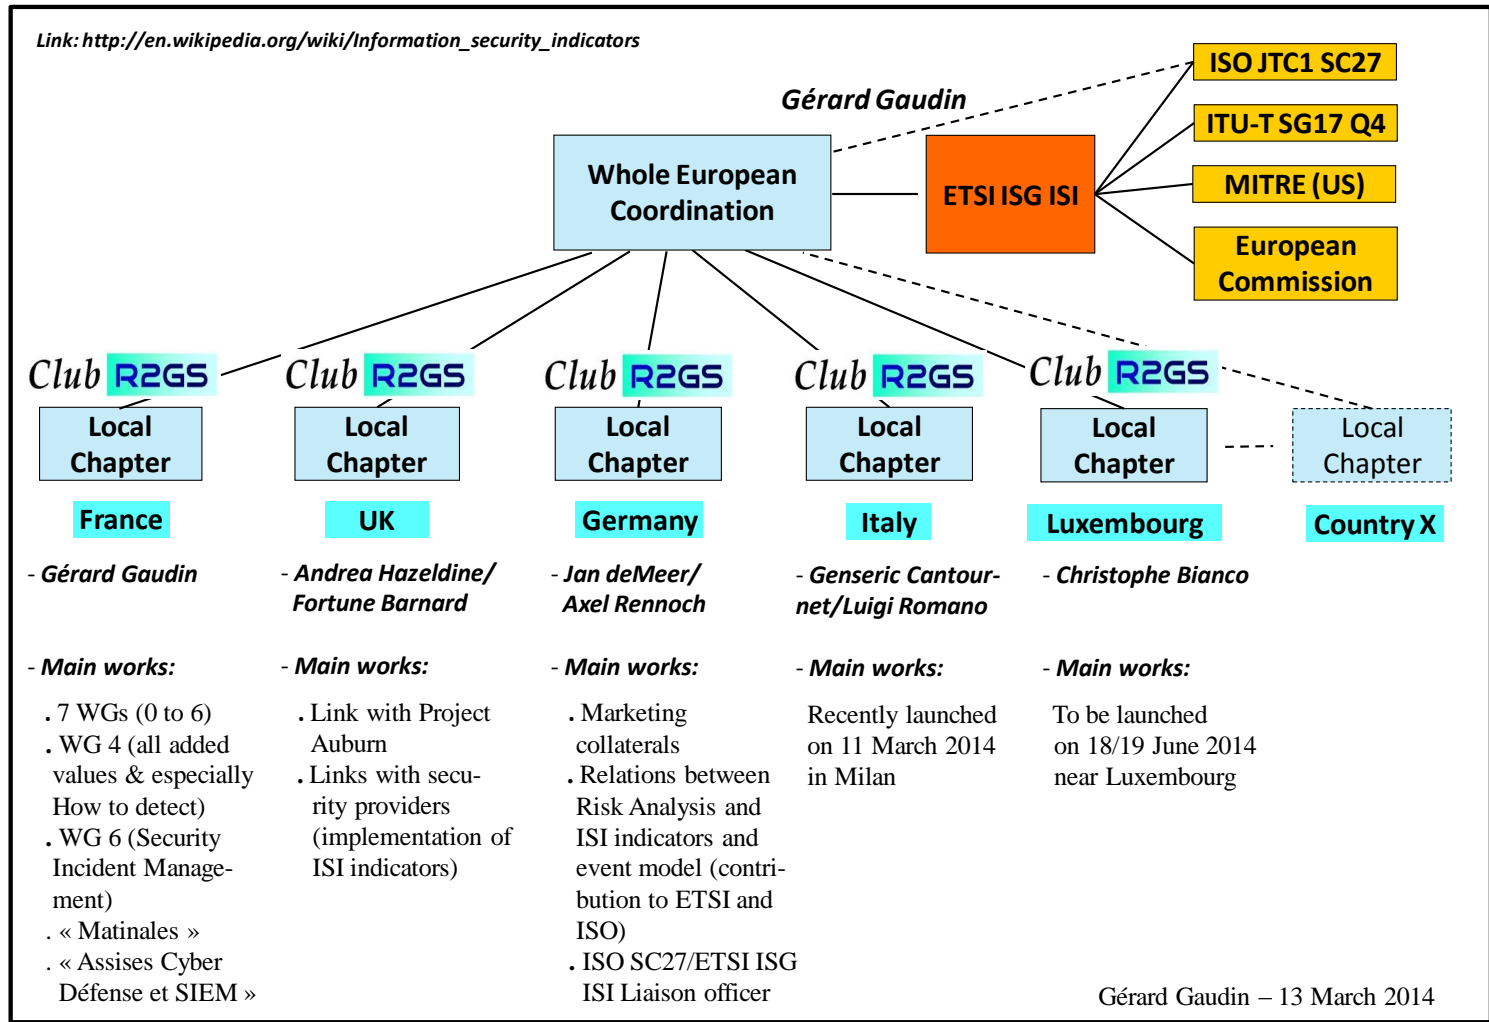 Link: http://en.wikipedia.org/wiki/Information_security_indicators
Gérard Gaudin
Whole European
Coordination
ETSI ISG ISI
ISO JTC1 SC27
ITU-T SG17 Q4
MITRE (US)
European
Commission
Club R2GS
Local
Chapter
France
- Gérard Gaudin
- Main works:
. 7 WGs (0 to 6)
. WG 4 (all added
values & especially
How to detect)
. WG 6 (Security
Incident Manage-
ment)
. « Matinales »
. « Assises Cyber
Défense et SIEM »
Club R2GS
Local
Chapter
UK
- Andrea Hazeldine/
Fortune Barnard
- Main works:
. Link with Project
Auburn
. Links with secu-
rity providers
(implementation of
ISI indicators)
Club R2GS
Local
Chapter
Germany
- Jan deMeer/
Axel Rennoch
- Main works:
. Marketing
collaterals
. Relations between
Risk Analysis and
ISI indicators and
event model (contri-
bution to ETSI and
ISO)
. ISO SC27/ETSI ISG
ISI Liaison officer
Club R2GS
Local
Chapter
Italy
- Genseric Cantour-
net/Luigi Romano
- Main works:
Recently launched
on 11 March 2014
in Milan
Club R2GS
Local
Chapter
Luxembourg
- Christophe Bianco
- Main works:
To be launched
on 18/19 June 2014
near Luxembourg
Local
Chapter
Country X
Gérard Gaudin – 13 March 2014